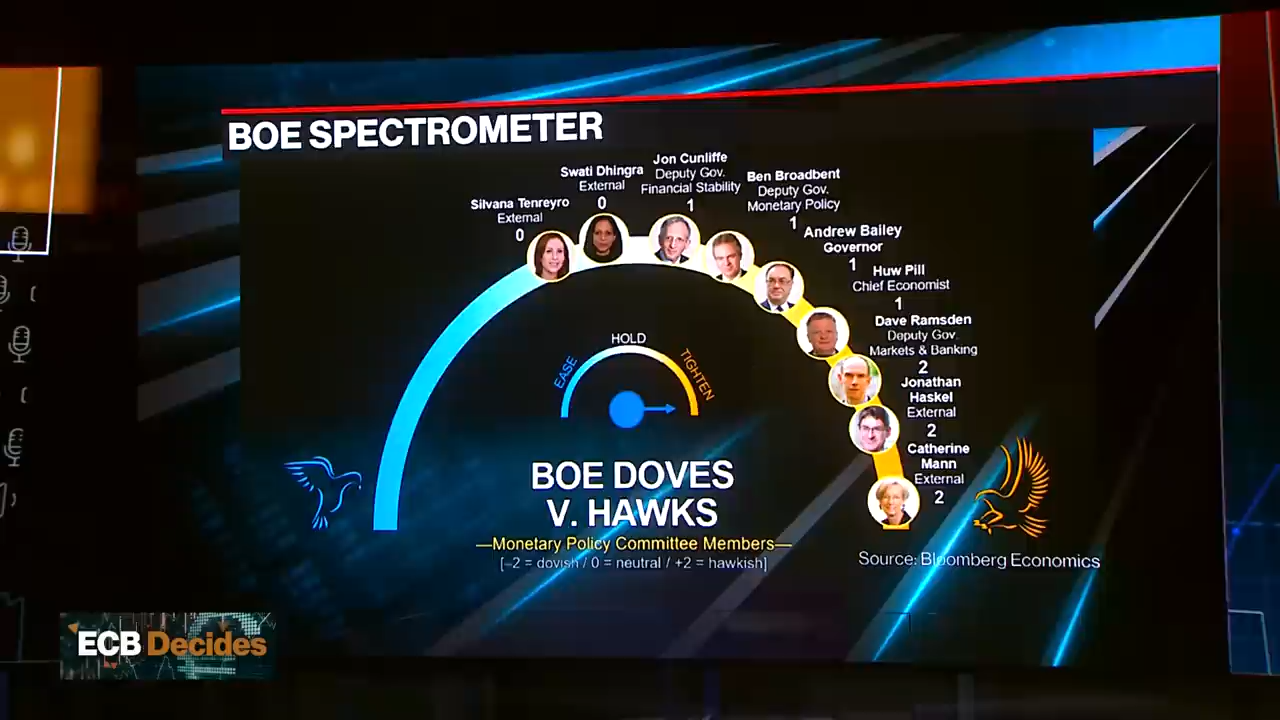 BOE SPECTROMETER
Silvana Tenreyro
External
0
Swati Dhingra
External
0
Jon Cunliffe
Deputy Gov.
Financial Stability
1
Ben Broadbent
Deputy Gov.
Monetary Policy
1
Andrew Bailey
Governor
1
Huw Pill
Chief Economist
1
Dave Ramsden
Deputy Gov.
Markets & Banking
2
Jonathan
Haskel
External
2
Catherine
Mann
External
2
EASE
HOLD
TIGHTEN
BOE DOVES
V. HAWKS
—Monetary Policy Committee Members—
[-2 = dovish / 0 = neutral / +2 = hawkish]
Source: Bloomberg Economics
ECB Decides